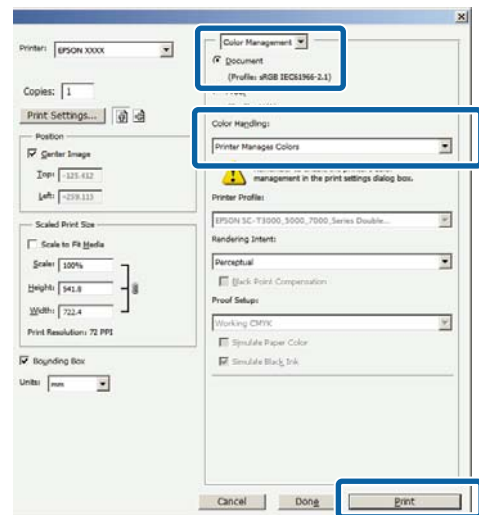 Printer: EPSON XXXX
Copies: 1
Print Settings...
Position
Center Image
Top: -125.412
Left: -259.115
Scaled Print Size
Scale to Fit Media
Scale: 100%
Height: 541.8
Width: 722.4
Print Resolution: 72 PPI
Bounding Box
Units: mm
Color Management
Document
(Profile: sRGB IEC61966-2.1)
Color Handling:
Printer Manages Colors
management in the print settings dialog box.
Printer Profile:
EPSON SC-T3000_5000_7000_Series Double...
Rendering Intent:
Perceptual
Black Point Compensation
Proof Setup:
Working CMYK
Simulate Paper Color
Simulate Black Ink
Cancel
Done
Print